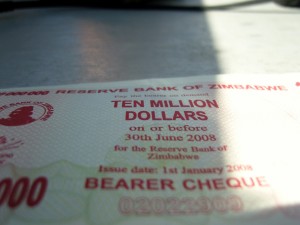 RESERVE BANK OF ZIMBABWE
TEN MILLION
DOLLARS
on or before
30th June 2008
for the Reserve Bank of
Zimbabwe
Issue date: 1st January 2008
BEARER CHEQUE